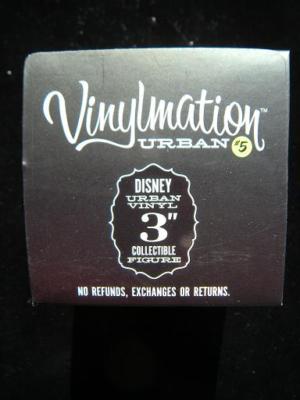 Vinylmation™
URBAN #5
DISNEY
URBAN
VINYL
3"
COLLECTIBLE
FIGURE
NO REFUNDS, EXCHANGES OR RETURNS.